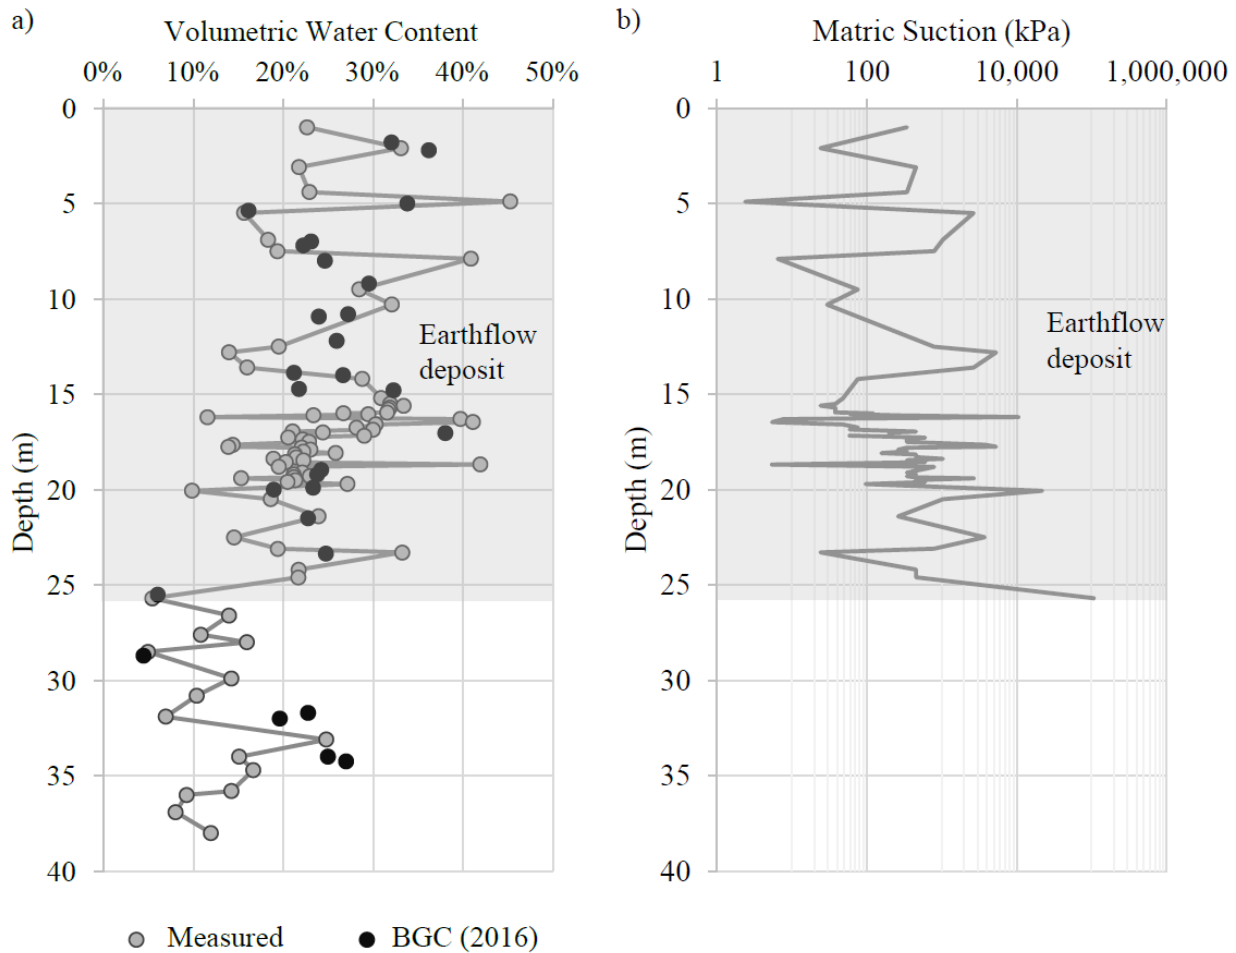 a)
Volumetric Water Content
0% 10% 20% 30% 40% 50%
0
5
10
15
20
25
30
35
40
Depth (m)
Earthflow
deposit
Measured
BGC (2016)
b)
Matric Suction (kPa)
1 100 10,000 1,000,000
0
5
10
15
20
25
30
35
40
Depth (m)
Earthflow
deposit